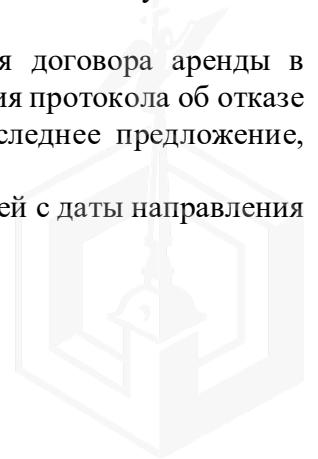 я договора аренды в
ия протокола об отказе
следнее предложение,
ей с даты направления